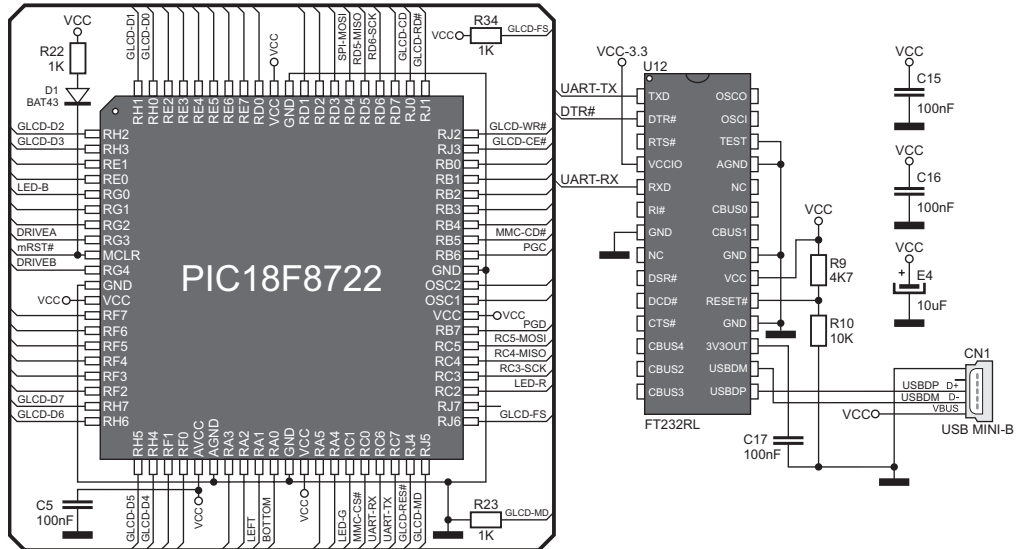 VCC
R22
1K
D1
BAT43
GLCD-D1
GLCD-D0
VCC
SPI-MOSI
RD5-MISO
RD6-SCK
GLCD-CD
GLCD-RD#
R34
VCC
GLCD-FS
1K
RH1
RH0
RE2
RE3
RE4
RE5
RE6
RE7
RD0
VCC
GND
RD1
RD2
RD3
RD4
RD5
RD6
RD7
RJ0
RJ1
GLCD-D2
GLCD-D3
LED-B
DRIVEA
mRST#
DRIVEB
VCC
GLCD-D7
GLCD-D6
RH2
RH3
RE1
RE0
RG0
RG1
RG2
RG3
MCLR
RG4
GND
VCC
RF7
RF6
RF5
RF4
RF3
RF2
RH7
RH6
PIC18F8722
RJ2
RJ3
RB0
RB1
RB2
RB3
RB4
RB5
RB6
GND
OSC2
OSC1
VCC
RB7
RC5
RC4
RC3
RC2
RJ7
RJ6
GLCD-WR#
GLCD-CE#
MMC-CD#
PGC
VCC
PGD
RC5-MOSI
RC4-MISO
RC3-SCK
LED-R
GLCD-FS
RH5
RH4
RF1
RF0
AVCC
AGND
RA3
RA2
RA1
RA0
GND
VCC
RA5
RA4
RC1
RC0
RC6
RC7
RJ4
RJ5
C5
100nF
GLCD-D5
GLCD-D4
VCC
LEFT
BOTTOM
VCC
LED-G
MMC-CS#
UART-RX
UART-TX
GLCD-RES#
GLCD-MD
R23
GLCD-MD
1K
VCC-3.3
U12
UART-TX
DTR#
UART-RX
TXD
DTR#
RTS#
VCCIO
RXD
RI#
GND
NC
DSR#
DCD#
CTS#
CBUS4
CBUS2
CBUS3
OSCO
OSCI
TEST
AGND
NC
CBUS0
CBUS1
GND
VCC
RESET#
GND
3V3OUT
USBDM
USBDP
FT232RL
VCC
R9
4K7
R10
10K
C17
100nF
VCC
C15
100nF
VCC
C16
100nF
VCC
+
E4
10uF
CN1
USBDP D+
USBDM D-
VBUS
VCC
USB MINI-B